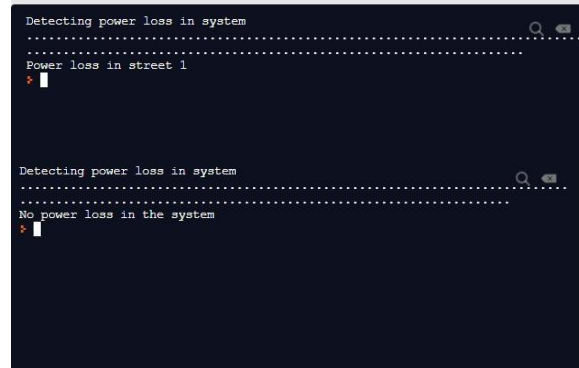 Detecting power loss in system
.............................................................................
.....................................................................
Power loss in street 1
>
Detecting power loss in system
............................................................................
....................................................................
No power loss in the system
>